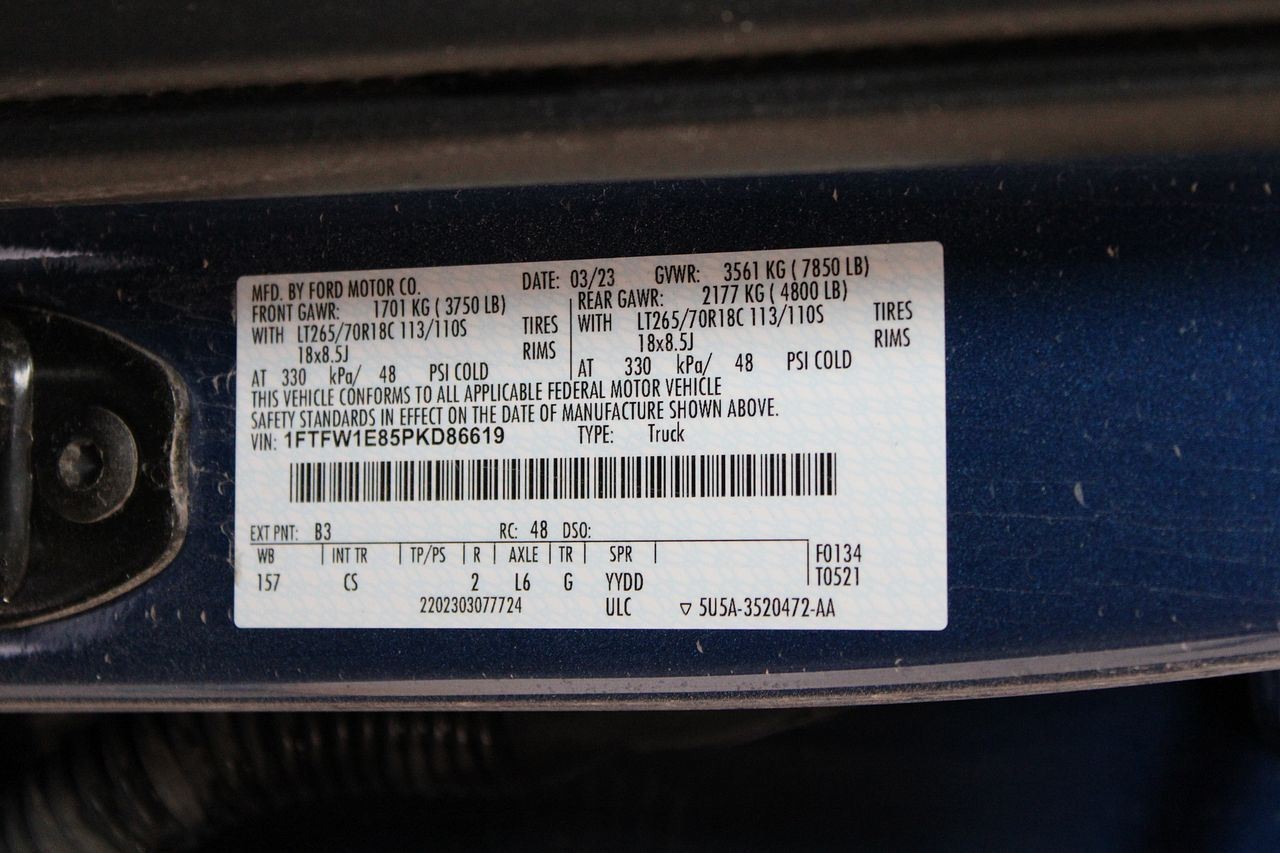 MFD. BY FORD MOTOR CO. DATE: 03/23 GVWR: 3561 KG ( 7850 LB)
FRONT GAWR: 1701 KG ( 3750 LB) REAR GAWR: 2177 KG ( 4800 LB)
WITH LT265/70R18C 113/110S TIRES WITH LT265/70R18C 113/110S TIRES
18x8.5J RIMS 18x8.5J RIMS
AT 330 kPa/ 48 PSI COLD AT 330 kPa/ 48 PSI COLD
THIS VEHICLE CONFORMS TO ALL APPLICABLE FEDERAL MOTOR VEHICLE
SAFETY STANDARDS IN EFFECT ON THE DATE OF MANUFACTURE SHOWN ABOVE.
VIN: 1FTFW1E85PKD86619 TYPE: Truck
EXT PNT: B3 RC: 48 DSO:
WB INT TR TP/PS R AXLE TR SPR F0134
157 CS 2 L6 G YYDD T0521
2202303077724 ULC ▽ 5U5A-3520472-AA